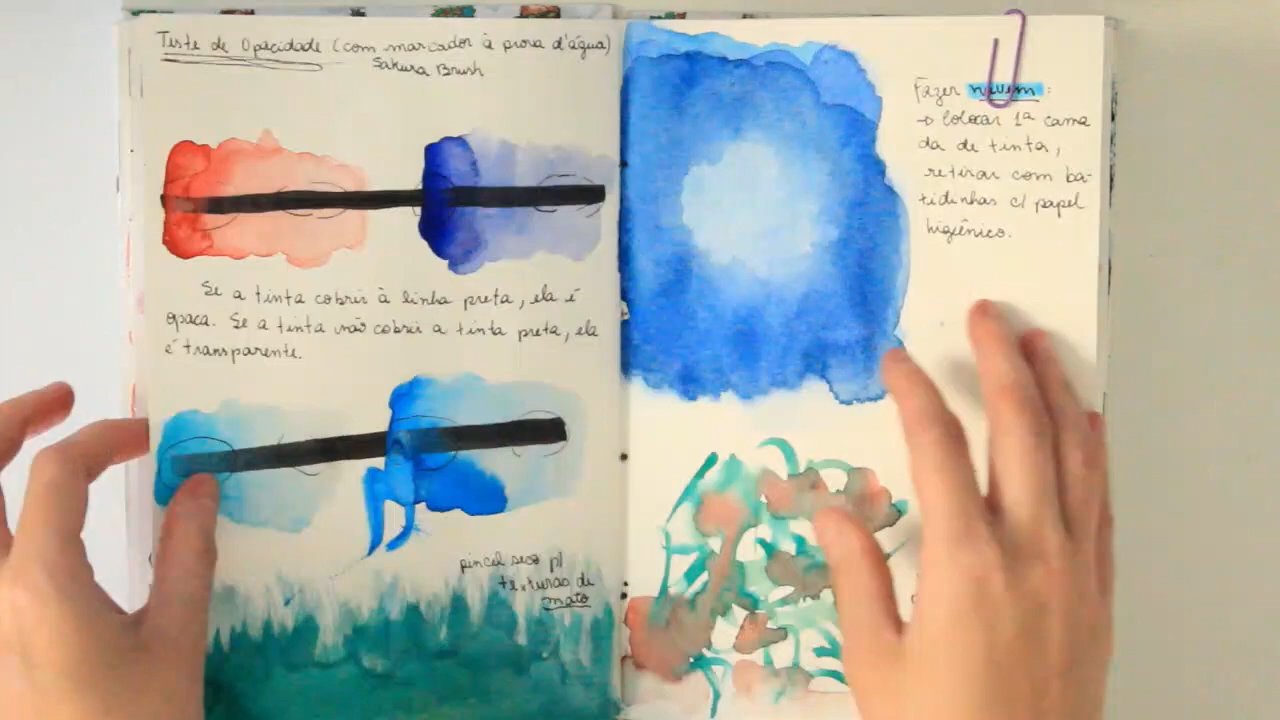 Teste de Opacidade (com marcador à prova d'água)
Sakura Brush
Se a tinta cobrir à linha preta, ela é
opaca. Se a tinta não cobrir a tinta preta, ela
é transparente.
pincel seco p/
texturas de
mato
Fazer nuvem:
→ colocar 1ª cama
da de tinta,
retirar com ba-
tidinhas c/ papel
higiênico.